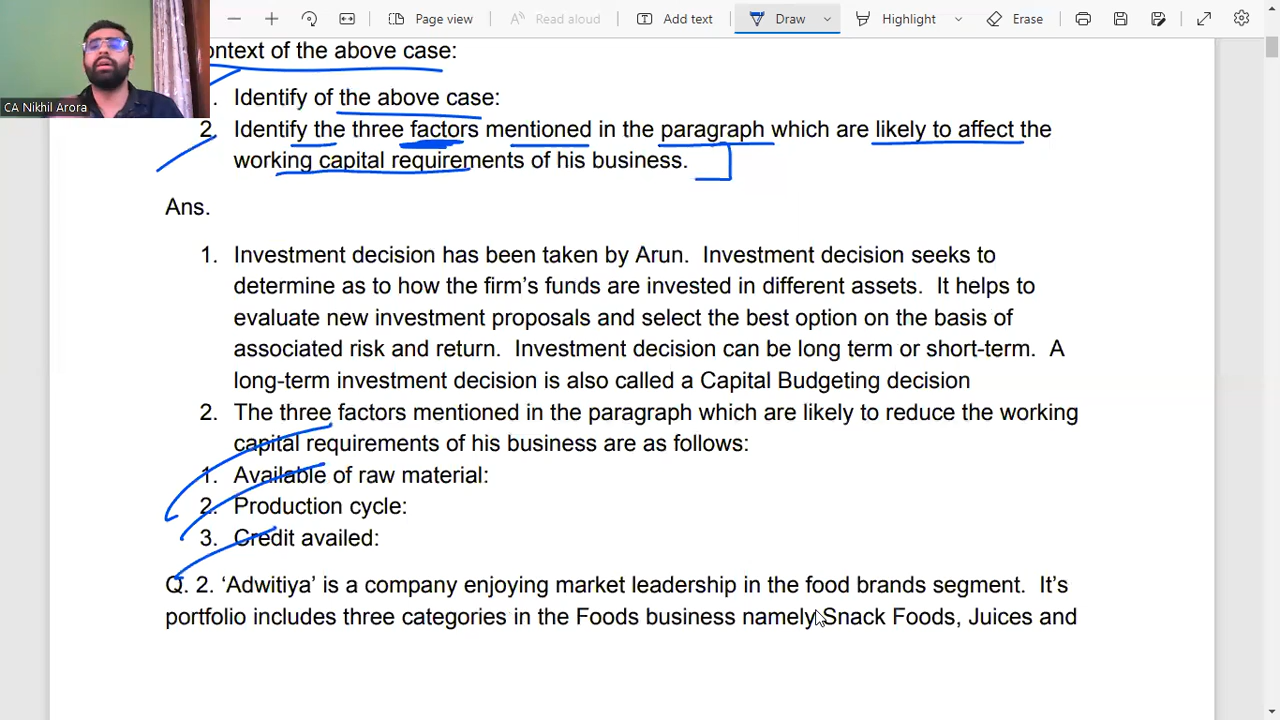 Page view
Read aloud
Add text
Draw
Highlight
Erase
CA Nikhil Arora
ontext of the above case:
Identify of the above case:
2. Identify the three factors mentioned in the paragraph which are likely to affect the
working capital requirements of his business.
Ans.
1. Investment decision has been taken by Arun. Investment decision seeks to
determine as to how the firm's funds are invested in different assets. It helps to
evaluate new investment proposals and select the best option on the basis of
associated risk and return. Investment decision can be long term or short-term. A
long-term investment decision is also called a Capital Budgeting decision
2. The three factors mentioned in the paragraph which are likely to reduce the working
capital requirements of his business are as follows:
1. Available of raw material:
2. Production cycle:
3. Credit availed:
Q. 2. ‘Adwitiya’ is a company enjoying market leadership in the food brands segment. It’s
portfolio includes three categories in the Foods business namely Snack Foods, Juices and